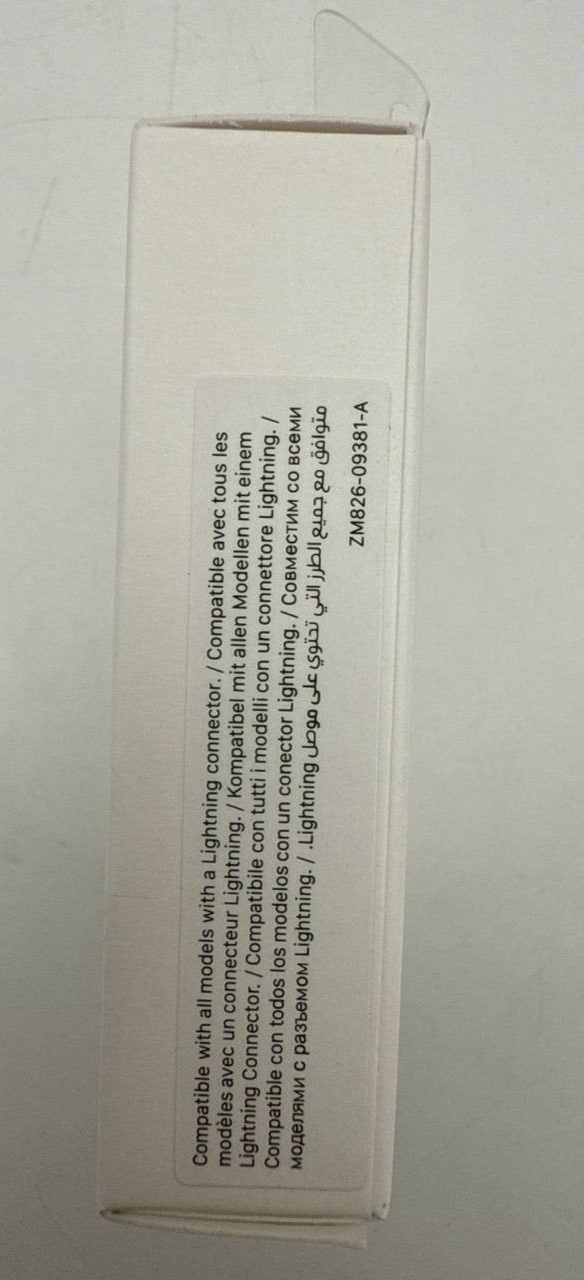 Compatible with all models with a Lightning connector. / Compatible avec tous les
modèles avec un connecteur Lightning. / Kompatibel mit allen Modellen mit einem
Lightning Connector. / Compatibile con tutti i modelli con un connettore Lightning. /
Compatible con todos los modelos con un conector Lightning. / Совместим со всеми
моделями с разъемом Lightning. / .Lightning متوافق مع جميع الطرز التي تحتوي على موصل
ZM826-09381-A